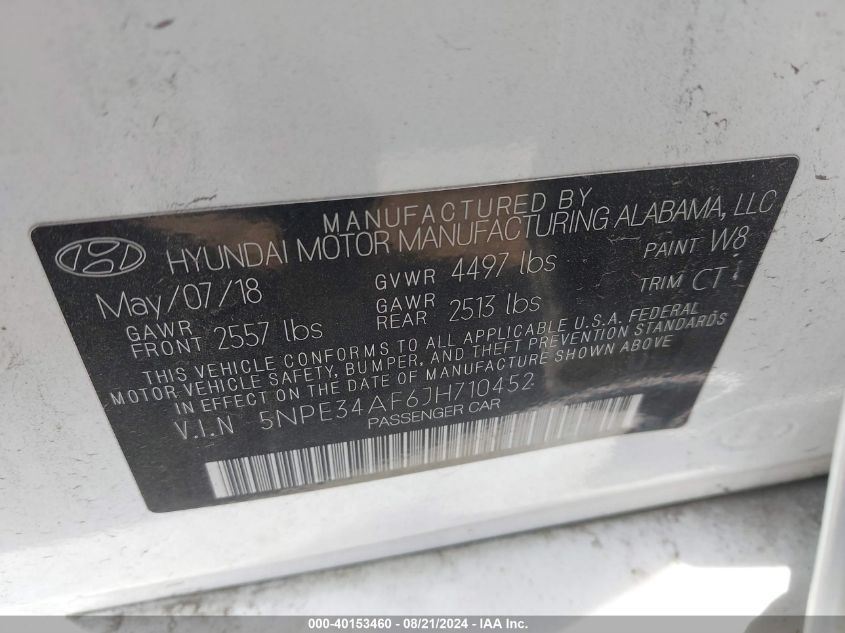 MANUFACTURED BY
HYUNDAI MOTOR MANUFACTURING ALABAMA, LLC
May/07/18 GVWR 4497 lbs PAINT W8
GAWR FRONT 2557 lbs GAWR REAR 2513 lbs TRIM CT
THIS VEHICLE CONFORMS TO ALL APPLICABLE U.S.A. FEDERAL
MOTOR VEHICLE SAFETY, BUMPER, AND THEFT PREVENTION STANDARDS
IN EFFECT ON THE DATE OF MANUFACTURE SHOWN ABOVE
V.I.N 5NPE34AF6JH710452
PASSENGER CAR
000-40153460 - 08/21/2024 - IAA Inc.